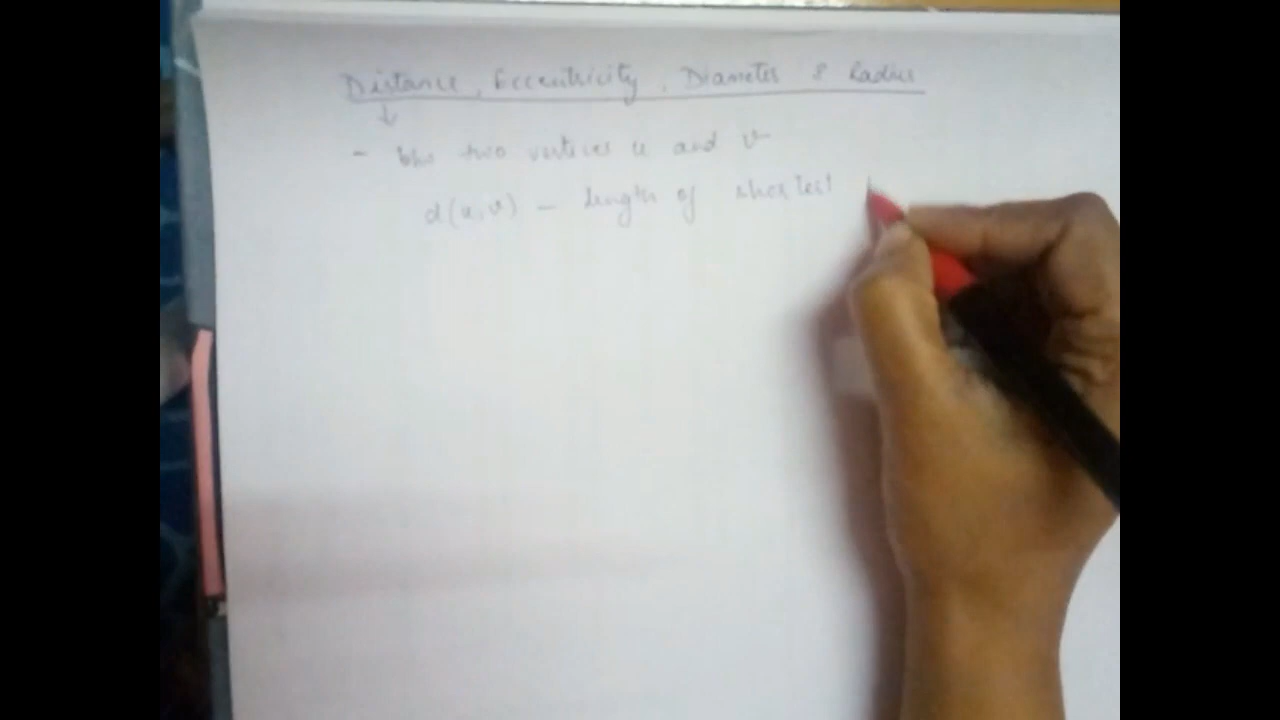 Distance, Eccentricity, Diameter & Radius
↓
- b/w two vertices u and v
d(u,v) - length of shortest